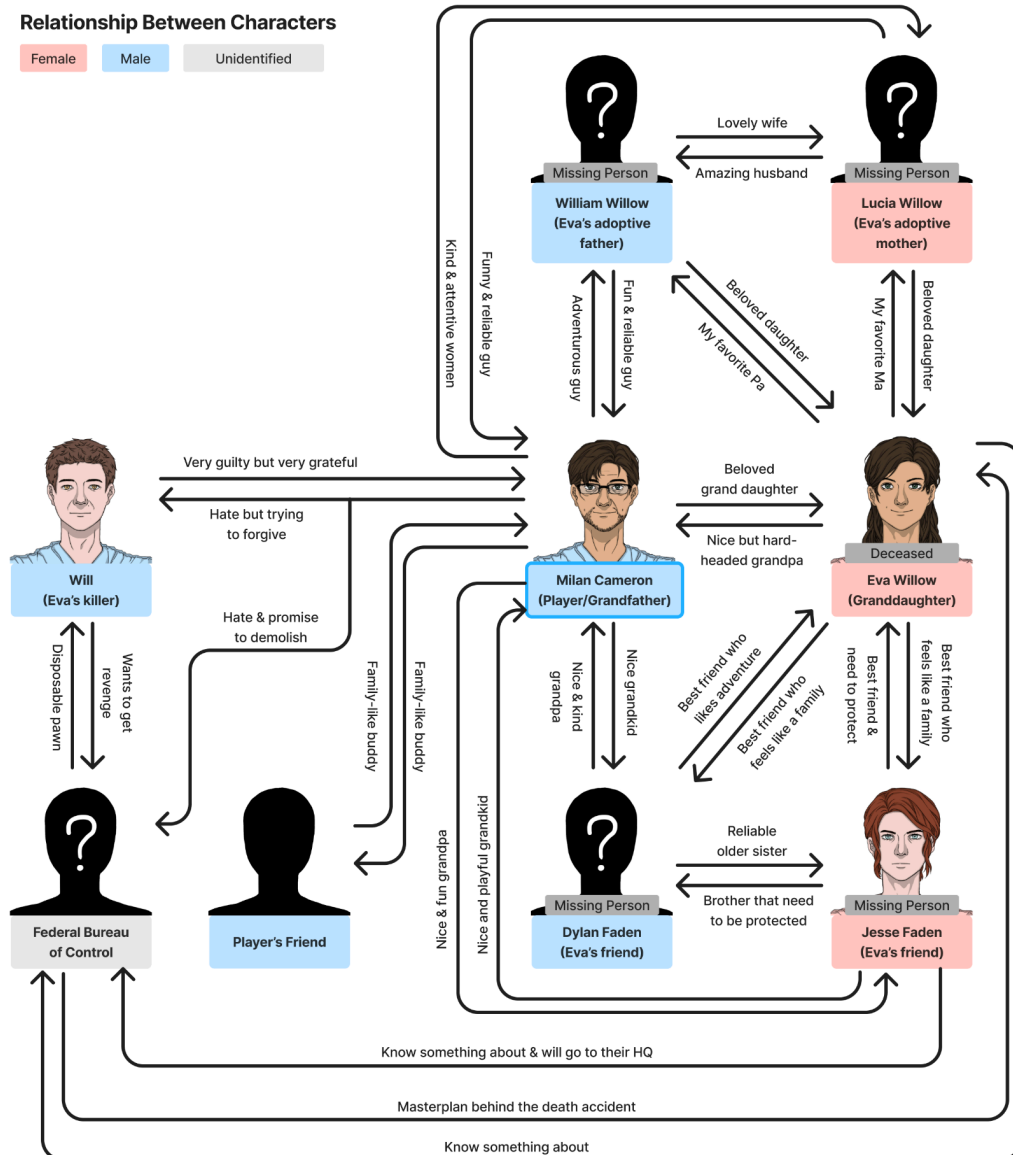 Relationship Between Characters
Female
Male
Unidentified
?
?
Lovely wife
Amazing husband
Missing Person
Missing Person
William Willow
(Eva’s adoptive
father)
Lucia Willow
(Eva’s adoptive
mother)
Kind & attentive women
Funny & reliable guy
Adventurous guy
Fun & reliable guy
Beloved daughter
My favorite Pa
My favorite Ma
Beloved daughter
Very guilty but very grateful
Hate but trying
to forgive
Beloved
grand daughter
Nice but hard-
headed grandpa
Deceased
Will
(Eva’s killer)
Milan Cameron
(Player/Grandfather)
Eva Willow
(Granddaughter)
Hate & promise
to demolish
Disposable pawn
Wants to get
revenge
Family-like buddy
Family-like buddy
Nice & kind
grandpa
Nice grandkid
Best friend who
likes adventure
Best friend who
feels like a family
Best friend &
need to protect
Best friend who
feels like a family
Nice & fun grandpa
Nice and playful grandkid
?
?
Reliable
older sister
Brother that need
to be protected
Missing Person
Missing Person
Federal Bureau
of Control
Player’s Friend
Dylan Faden
(Eva’s friend)
Jesse Faden
(Eva’s friend)
Know something about & will go to their HQ
Masterplan behind the death accident
Know something about